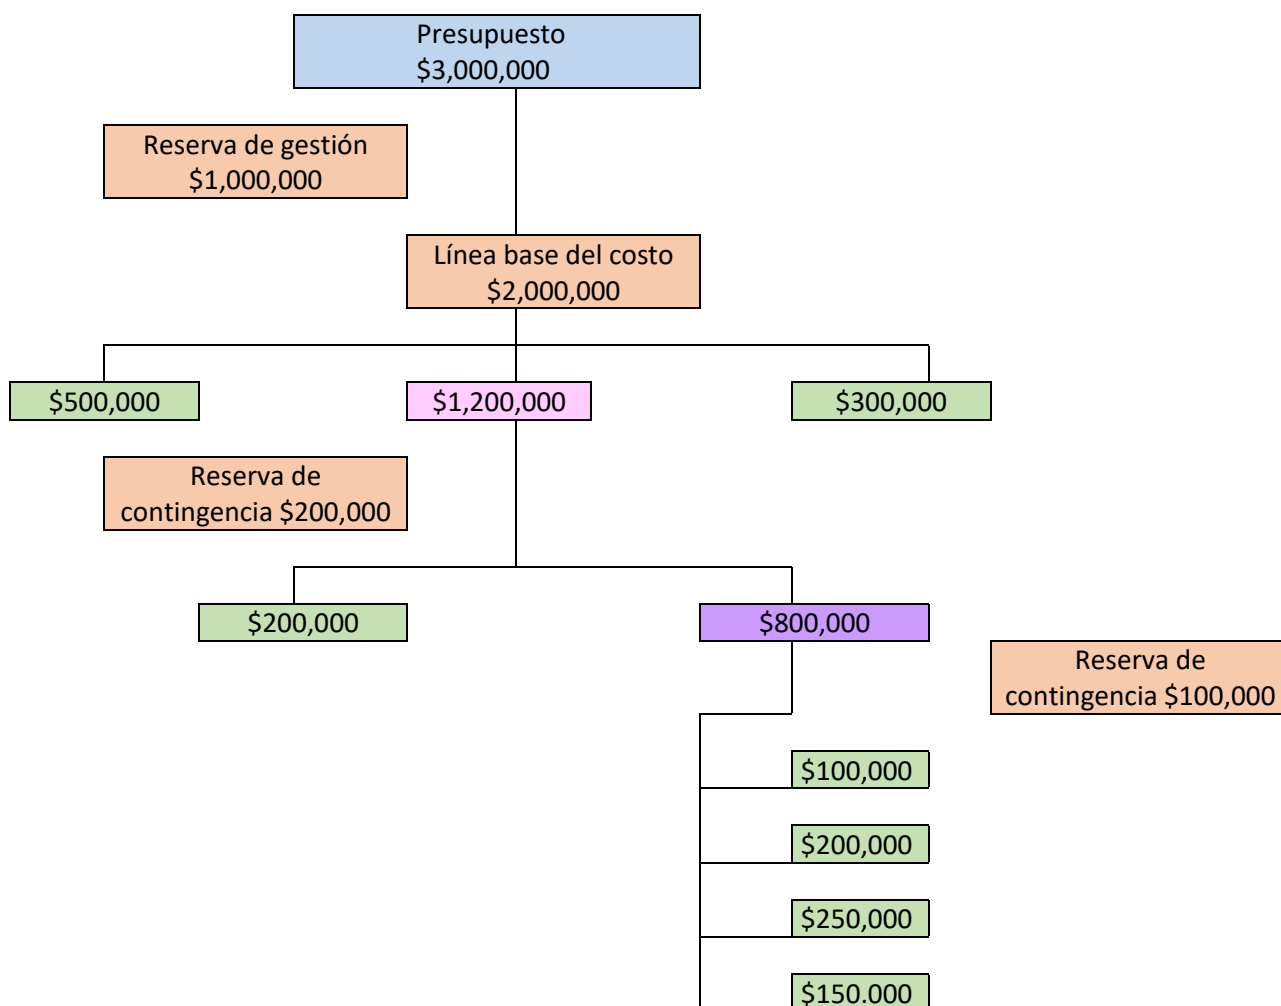 Presupuesto
$3,000,000
Reserva de gestión
$1,000,000
Línea base del costo
$2,000,000
$500,000
$1,200,000
$300,000
Reserva de
contingencia $200,000
$200,000
$800,000
Reserva de
contingencia $100,000
$100,000
$200,000
$250,000
$150.000